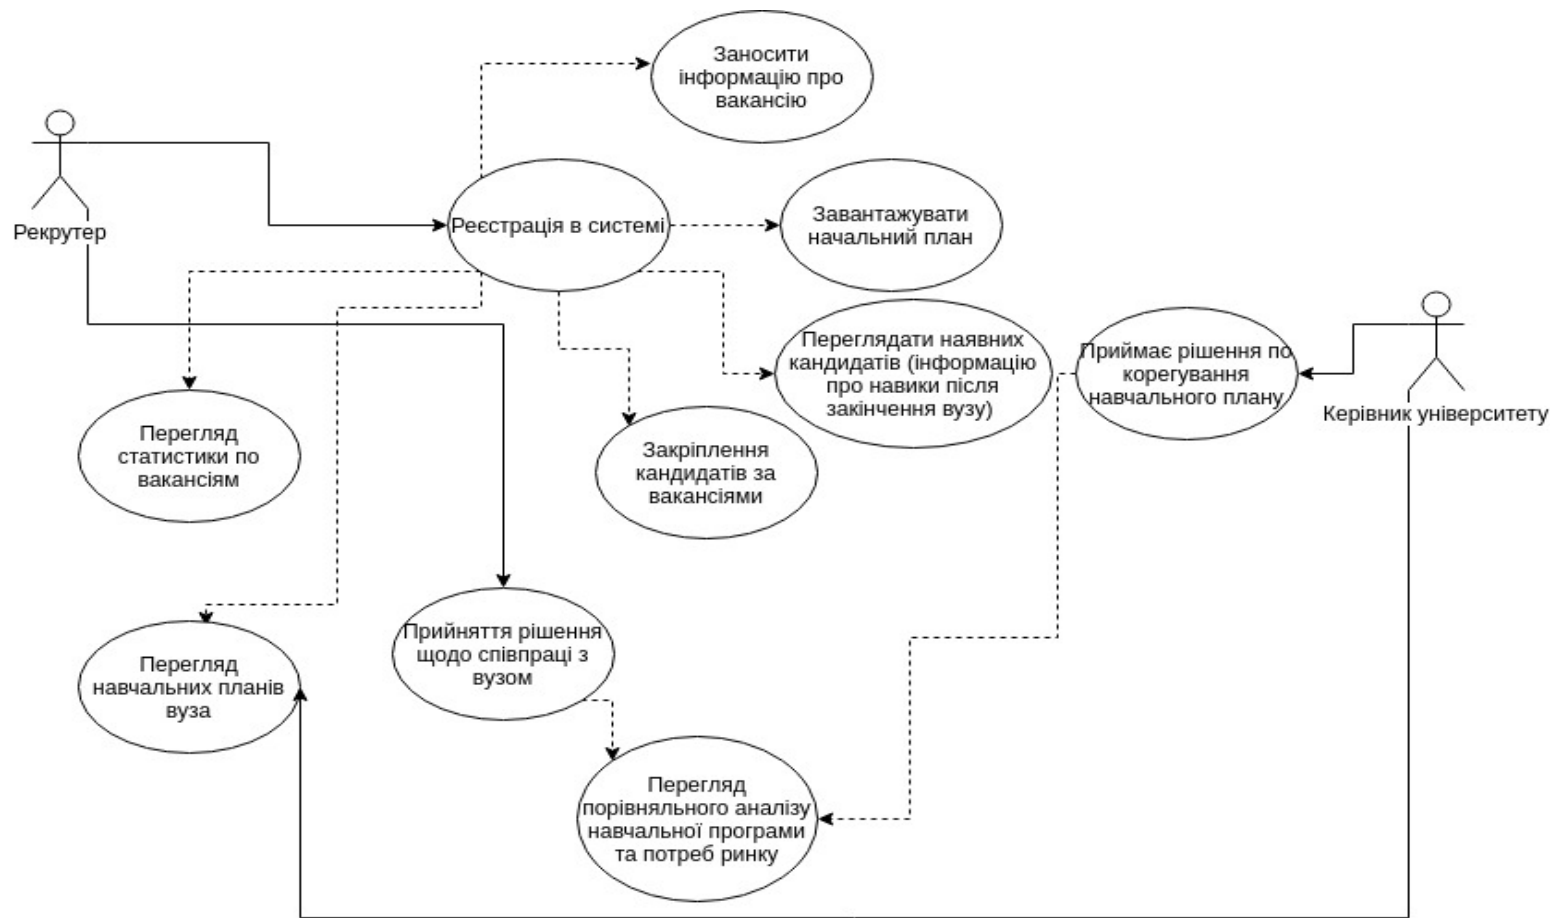 Заносити
інформацію про
вакансію
Рекрутер
Реєстрація в системі
Завантажувати
начальний план
Переглядати наявних
кандидатів (інформацію
про навики після
закінчення вузу)
Приймає рішення по
корегування
навчального плану
Керівник університету
Перегляд
статистики по
вакансіям
Закріплення
кандидатів за
вакансіями
Перегляд
навчальних планів
вуза
Прийняття рішення
щодо співпраці з
вузом
Перегляд
порівняльного аналізу
навчальної програми
та потреб ринку